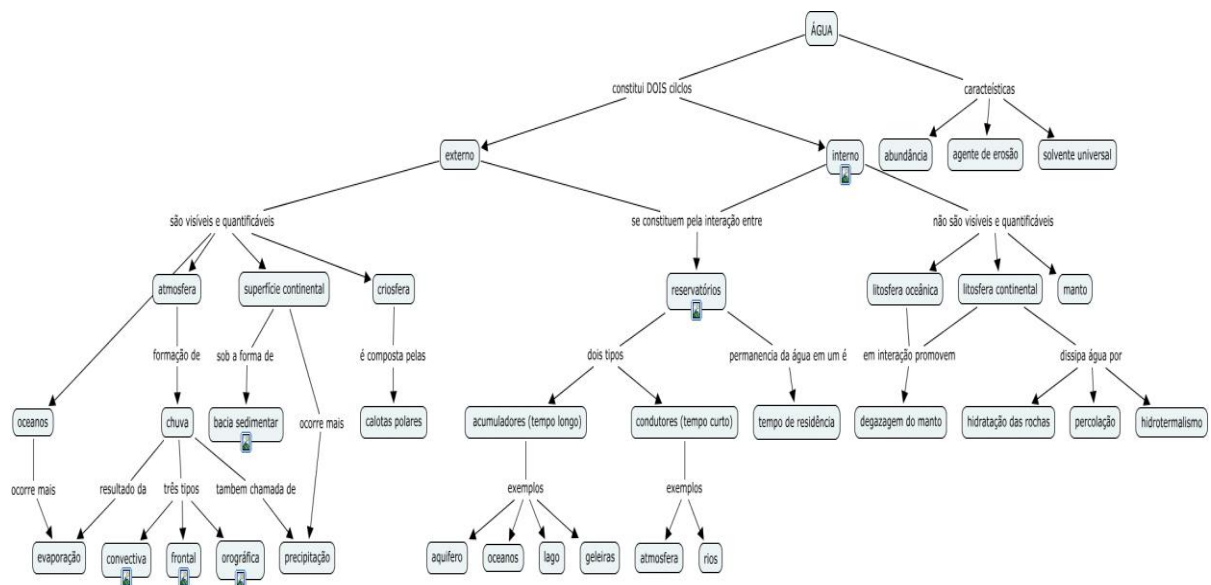 ÁGUA
constitui DOIS cilclos
caracteísticas
externo
interno
abundância
agente de erosão
solvente universal
são visíveis e quantificáveis
se constituem pela interação entre
não são visíveis e quantificáveis
atmosfera
superfície continental
criosfera
reservatórios
litosfera oceânica
litosfera continental
manto
formação de
sob a forma de
é composta pelas
dois tipos
permanencia da água em um é
em interação promovem
dissipa água por
oceanos
chuva
bacia sedimentar
ocorre mais
calotas polares
acumuladores (tempo longo)
condutores (tempo curto)
tempo de residência
degazagem do manto
hidratação das rochas
percolação
hidrotermalismo
ocorre mais
resultado da
três tipos
tambem chamada de
exemplos
exemplos
evaporação
convectiva
frontal
orográfica
precipitação
aquifero
oceanos
lago
geleiras
atmosfera
rios